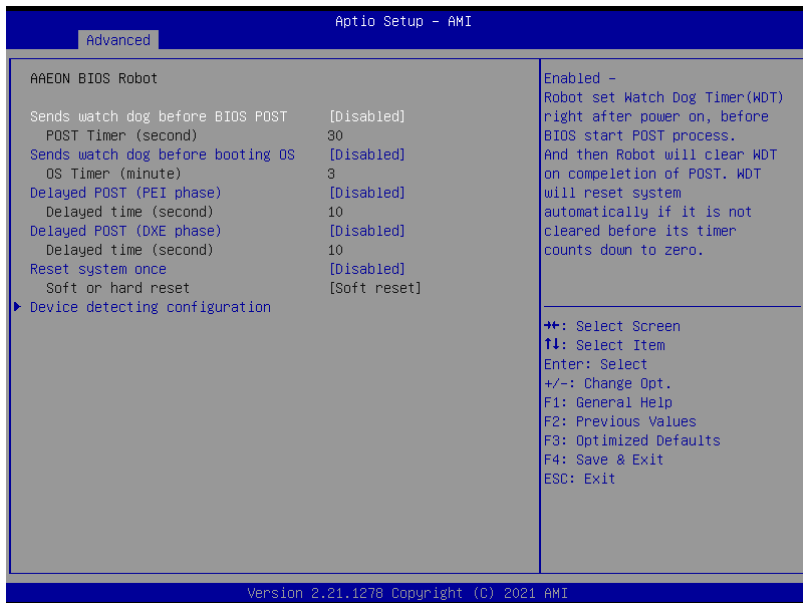 Aptio Setup – AMI
Advanced
AAEON BIOS Robot
Sends watch dog before BIOS POST [Disabled]
POST Timer (second) 30
Sends watch dog before booting OS [Disabled]
OS Timer (minute) 3
Delayed POST (PEI phase) [Disabled]
Delayed time (second) 10
Delayed POST (DXE phase) [Disabled]
Delayed time (second) 10
Reset system once [Disabled]
Soft or hard reset [Soft reset]
Device detecting configuration
Enabled –
Robot set Watch Dog Timer(WDT)
right after power on, before
BIOS start POST process.
And then Robot will clear WDT
on compeletion of POST. WDT
will reset system
automatically if it is not
cleared before its timer
counts down to zero.
→←: Select Screen
↑↓: Select Item
Enter: Select
+/-: Change Opt.
F1: General Help
F2: Previous Values
F3: Optimized Defaults
F4: Save & Exit
ESC: Exit
Version 2.21.1278 Copyright (C) 2021 AMI